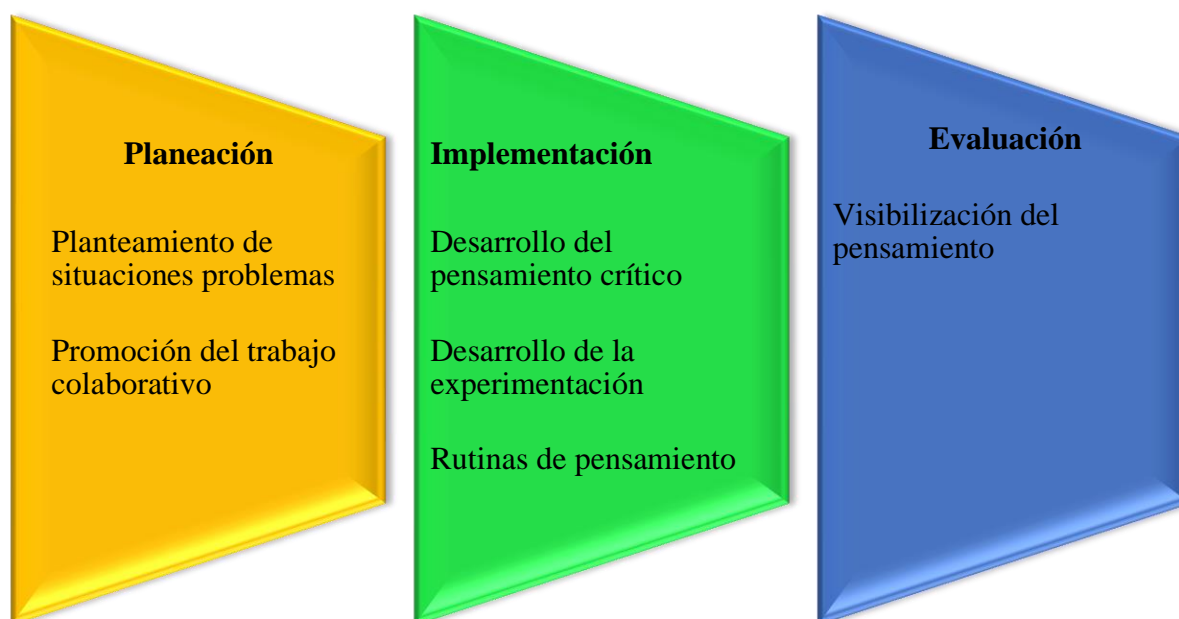 Planeación
Planteamiento de
situaciones problemas
Promoción del trabajo
colaborativo
Implementación
Desarrollo del
pensamiento crítico
Desarrollo de la
experimentación
Rutinas de pensamiento
Evaluación
Visibilización del
pensamiento